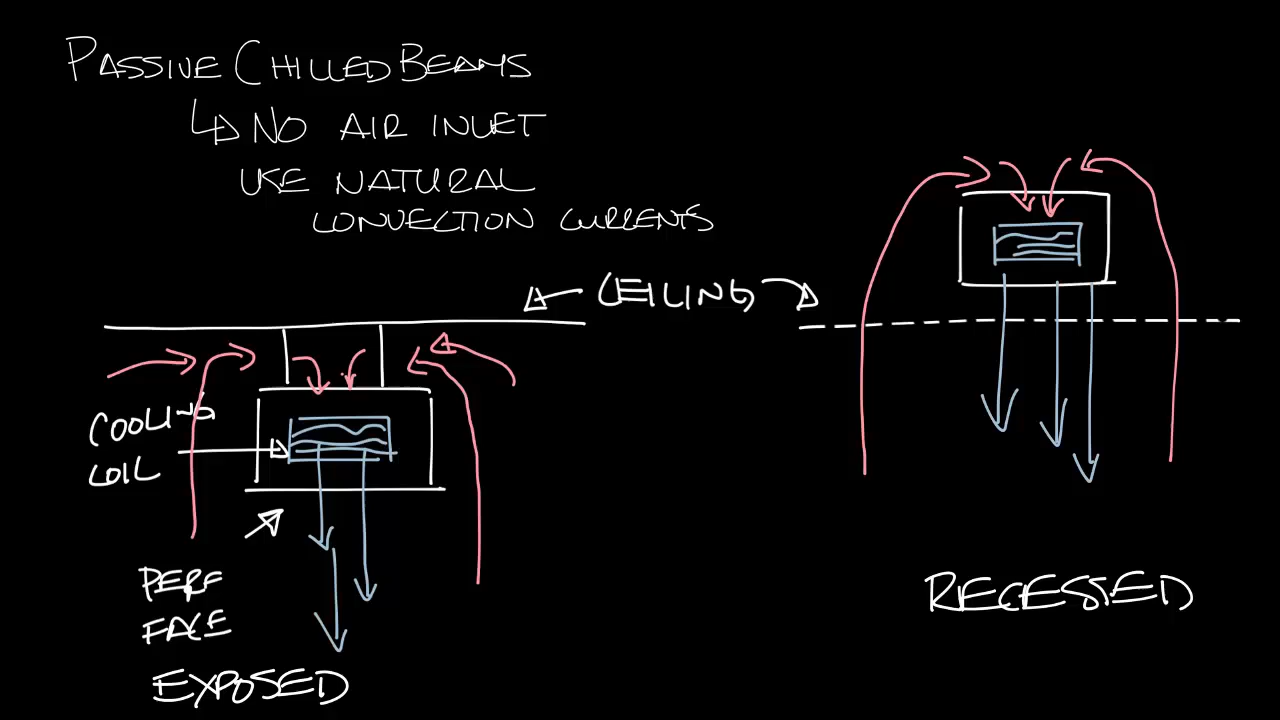 PASSIVE CHILLED BEAMS
↳ NO AIR INLET
USE NATURAL
CONVECTION CURRENTS
CEILING
COOLING
COIL
PERF
FACE
EXPOSED
RECESSED